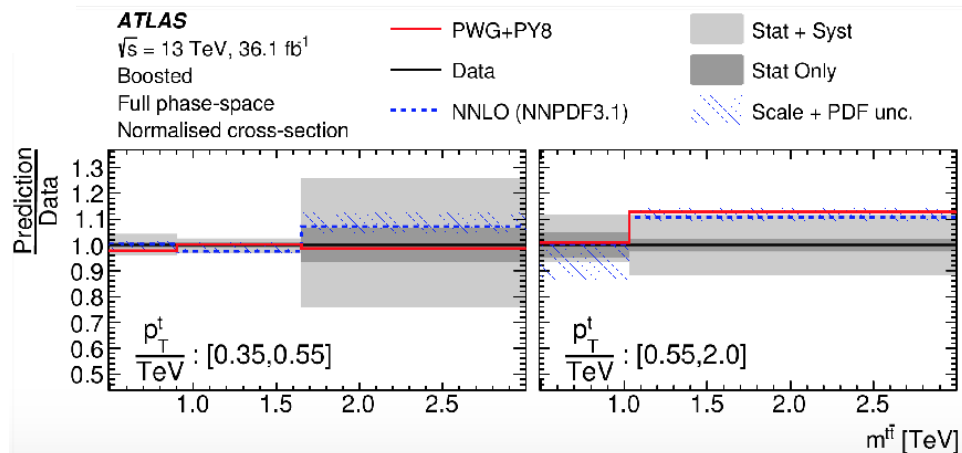 ATLAS
√s = 13 TeV, 36.1 fb⁻¹
Boosted
Full phase-space
Normalised cross-section
PWG+PY8
Data
NNLO (NNPDF3.1)
Stat + Syst
Stat Only
Scale + PDF unc.
Prediction
Data
1.3
1.2
1.1
1.0
0.9
0.8
0.7
0.6
0.5
p_T^t
TeV : [0.35,0.55]
p_T^t
TeV : [0.55,2.0]
1.0 1.5 2.0 2.5
1.0 1.5 2.0 2.5
m^{tt̄} [TeV]